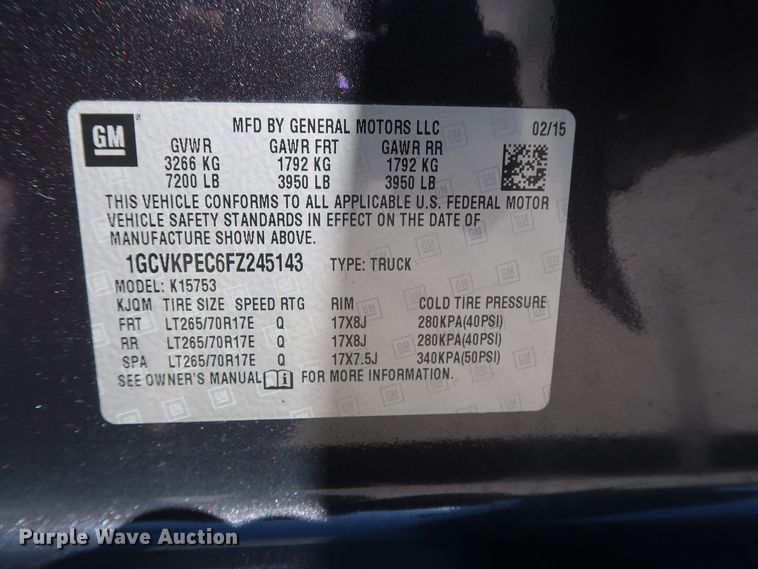 GM
MFD BY GENERAL MOTORS LLC 02/15
GVWR GAWR FRT GAWR RR
3266 KG 1792 KG 1792 KG
7200 LB 3950 LB 3950 LB
THIS VEHICLE CONFORMS TO ALL APPLICABLE U.S. FEDERAL MOTOR
VEHICLE SAFETY STANDARDS IN EFFECT ON THE DATE OF
MANUFACTURE SHOWN ABOVE.
1GCVKPEC6FZ245143 TYPE: TRUCK
MODEL: K15753
KJQM TIRE SIZE SPEED RTG RIM COLD TIRE PRESSURE
FRT LT265/70R17E Q 17X8J 280KPA(40PSI)
RR LT265/70R17E Q 17X8J 280KPA(40PSI)
SPA LT265/70R17E Q 17X7.5J 340KPA(50PSI)
SEE OWNER'S MANUAL FOR MORE INFORMATION.
Purple Wave Auction